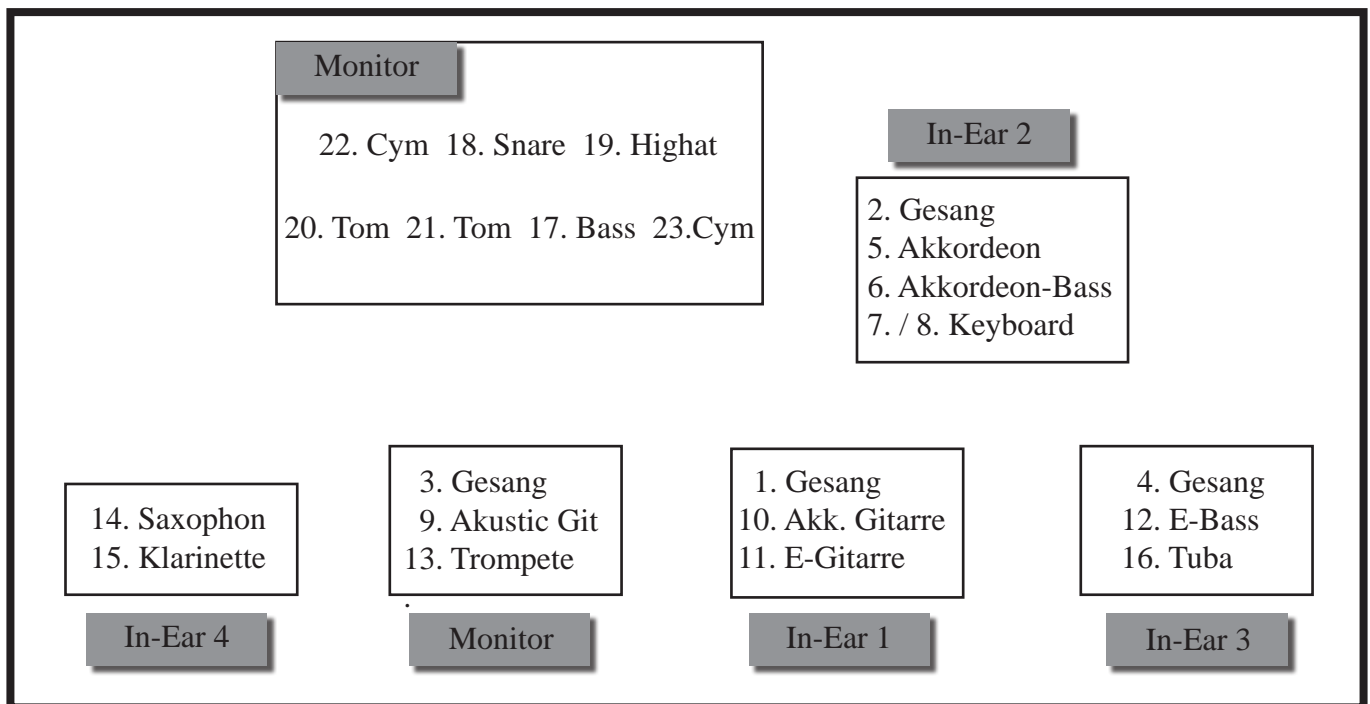 Monitor
22. Cym 18. Snare 19. Highat
20. Tom 21. Tom 17. Bass 23.Cym
In-Ear 2
2. Gesang
5. Akkordeon
6. Akkordeon-Bass
7. / 8. Keyboard
14. Saxophon
15. Klarinette
In-Ear 4
3. Gesang
9. Akustic Git
13. Trompete
.
Monitor
1. Gesang
10. Akk. Gitarre
11. E-Gitarre
In-Ear 1
4. Gesang
12. E-Bass
16. Tuba
In-Ear 3